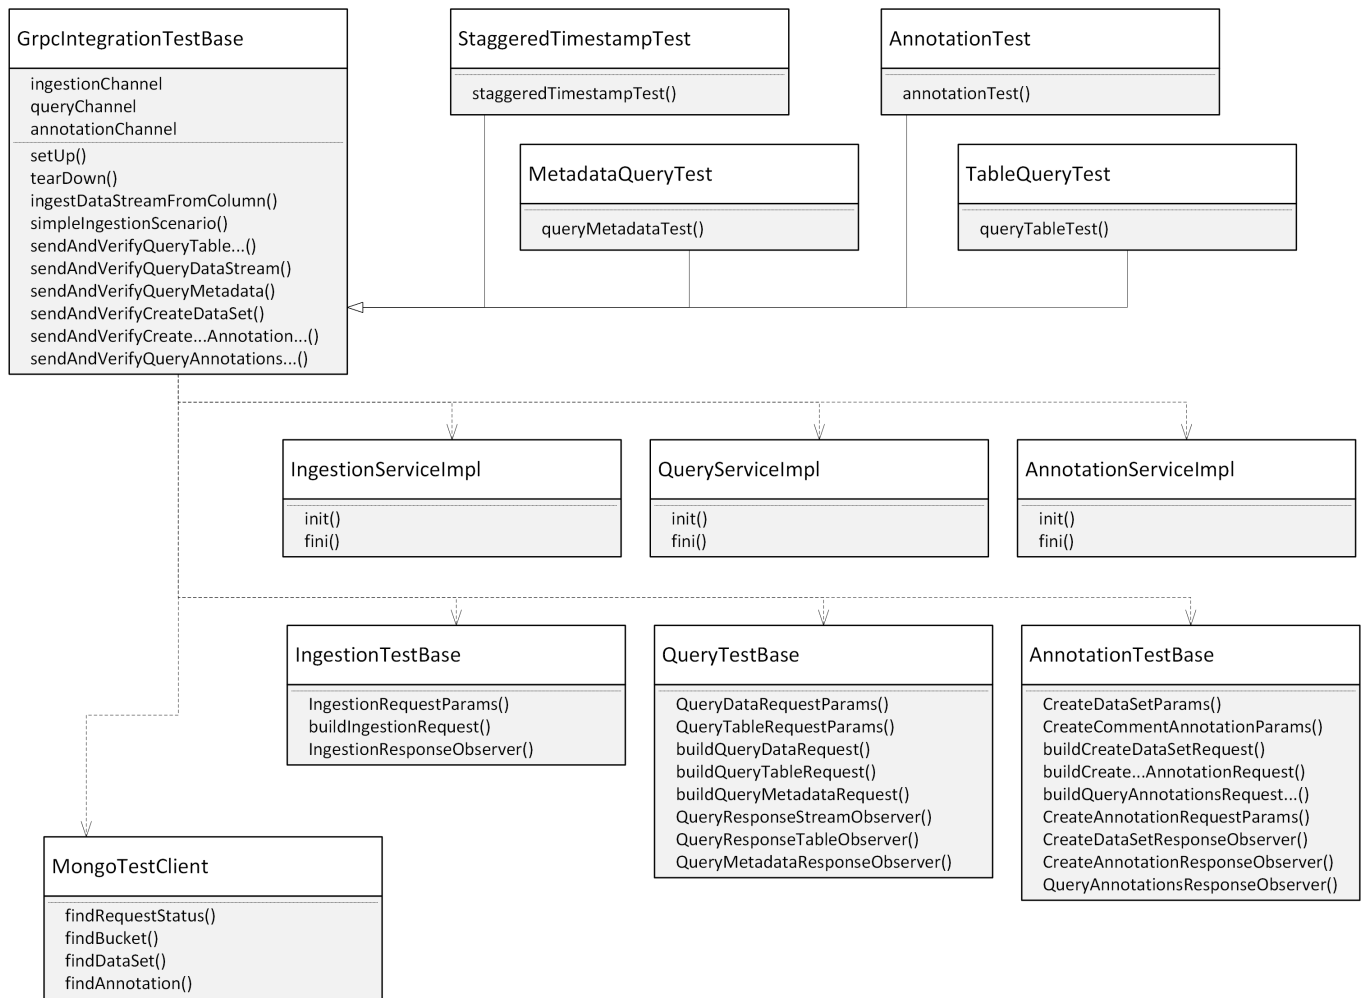 GrpcIntegrationTestBase
ingestionChannel
queryChannel
annotationChannel
setUp()
tearDown()
ingestDataStreamFromColumn()
simpleIngestionScenario()
sendAndVerifyQueryTable...()
sendAndVerifyQueryDataStream()
sendAndVerifyQueryMetadata()
sendAndVerifyCreateDataSet()
sendAndVerifyCreate...Annotation...()
sendAndVerifyQueryAnnotations...()
StaggeredTimestampTest
staggeredTimestampTest()
AnnotationTest
annotationTest()
MetadataQueryTest
queryMetadataTest()
TableQueryTest
queryTableTest()
IngestionServiceImpl
init()
fini()
QueryServiceImpl
init()
fini()
AnnotationServiceImpl
init()
fini()
IngestionTestBase
IngestionRequestParams()
buildIngestionRequest()
IngestionResponseObserver()
QueryTestBase
QueryDataRequestParams()
QueryTableRequestParams()
buildQueryDataRequest()
buildQueryTableRequest()
buildQueryMetadataRequest()
QueryResponseStreamObserver()
QueryResponseTableObserver()
QueryMetadataResponseObserver()
AnnotationTestBase
CreateDataSetParams()
CreateCommentAnnotationParams()
buildCreateDataSetRequest()
buildCreate...AnnotationRequest()
buildQueryAnnotationsRequest...()
CreateAnnotationRequestParams()
CreateDataSetResponseObserver()
CreateAnnotationResponseObserver()
QueryAnnotationsResponseObserver()
MongoTestClient
findRequestStatus()
findBucket()
findDataSet()
findAnnotation()